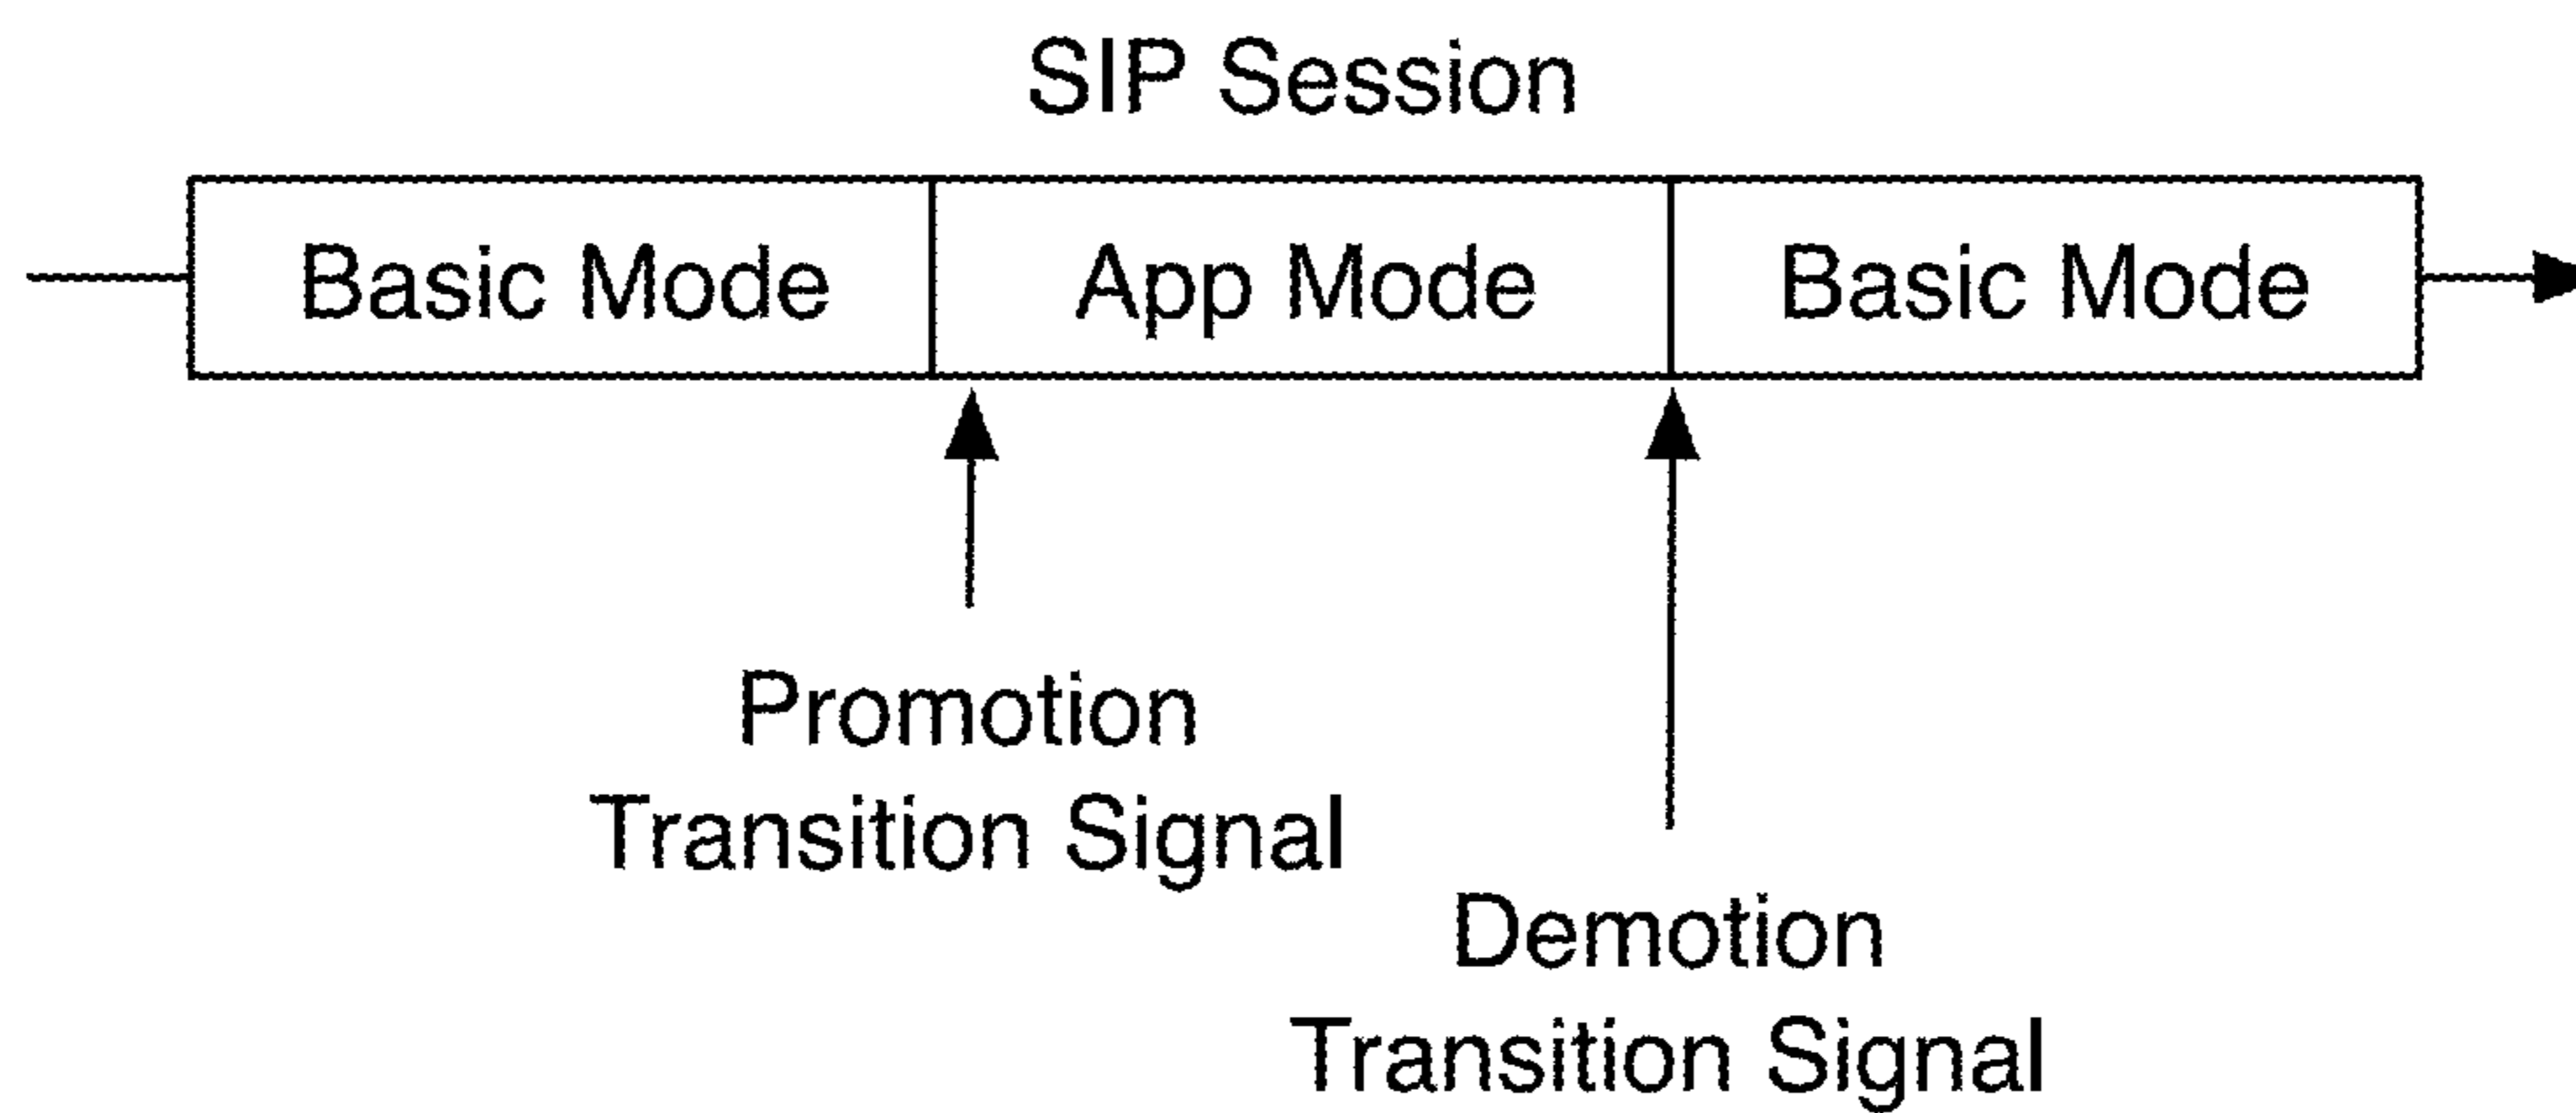 SIP Session
Basic Mode App Mode Basic Mode
Promotion
Transition Signal
Demotion
Transition Signal